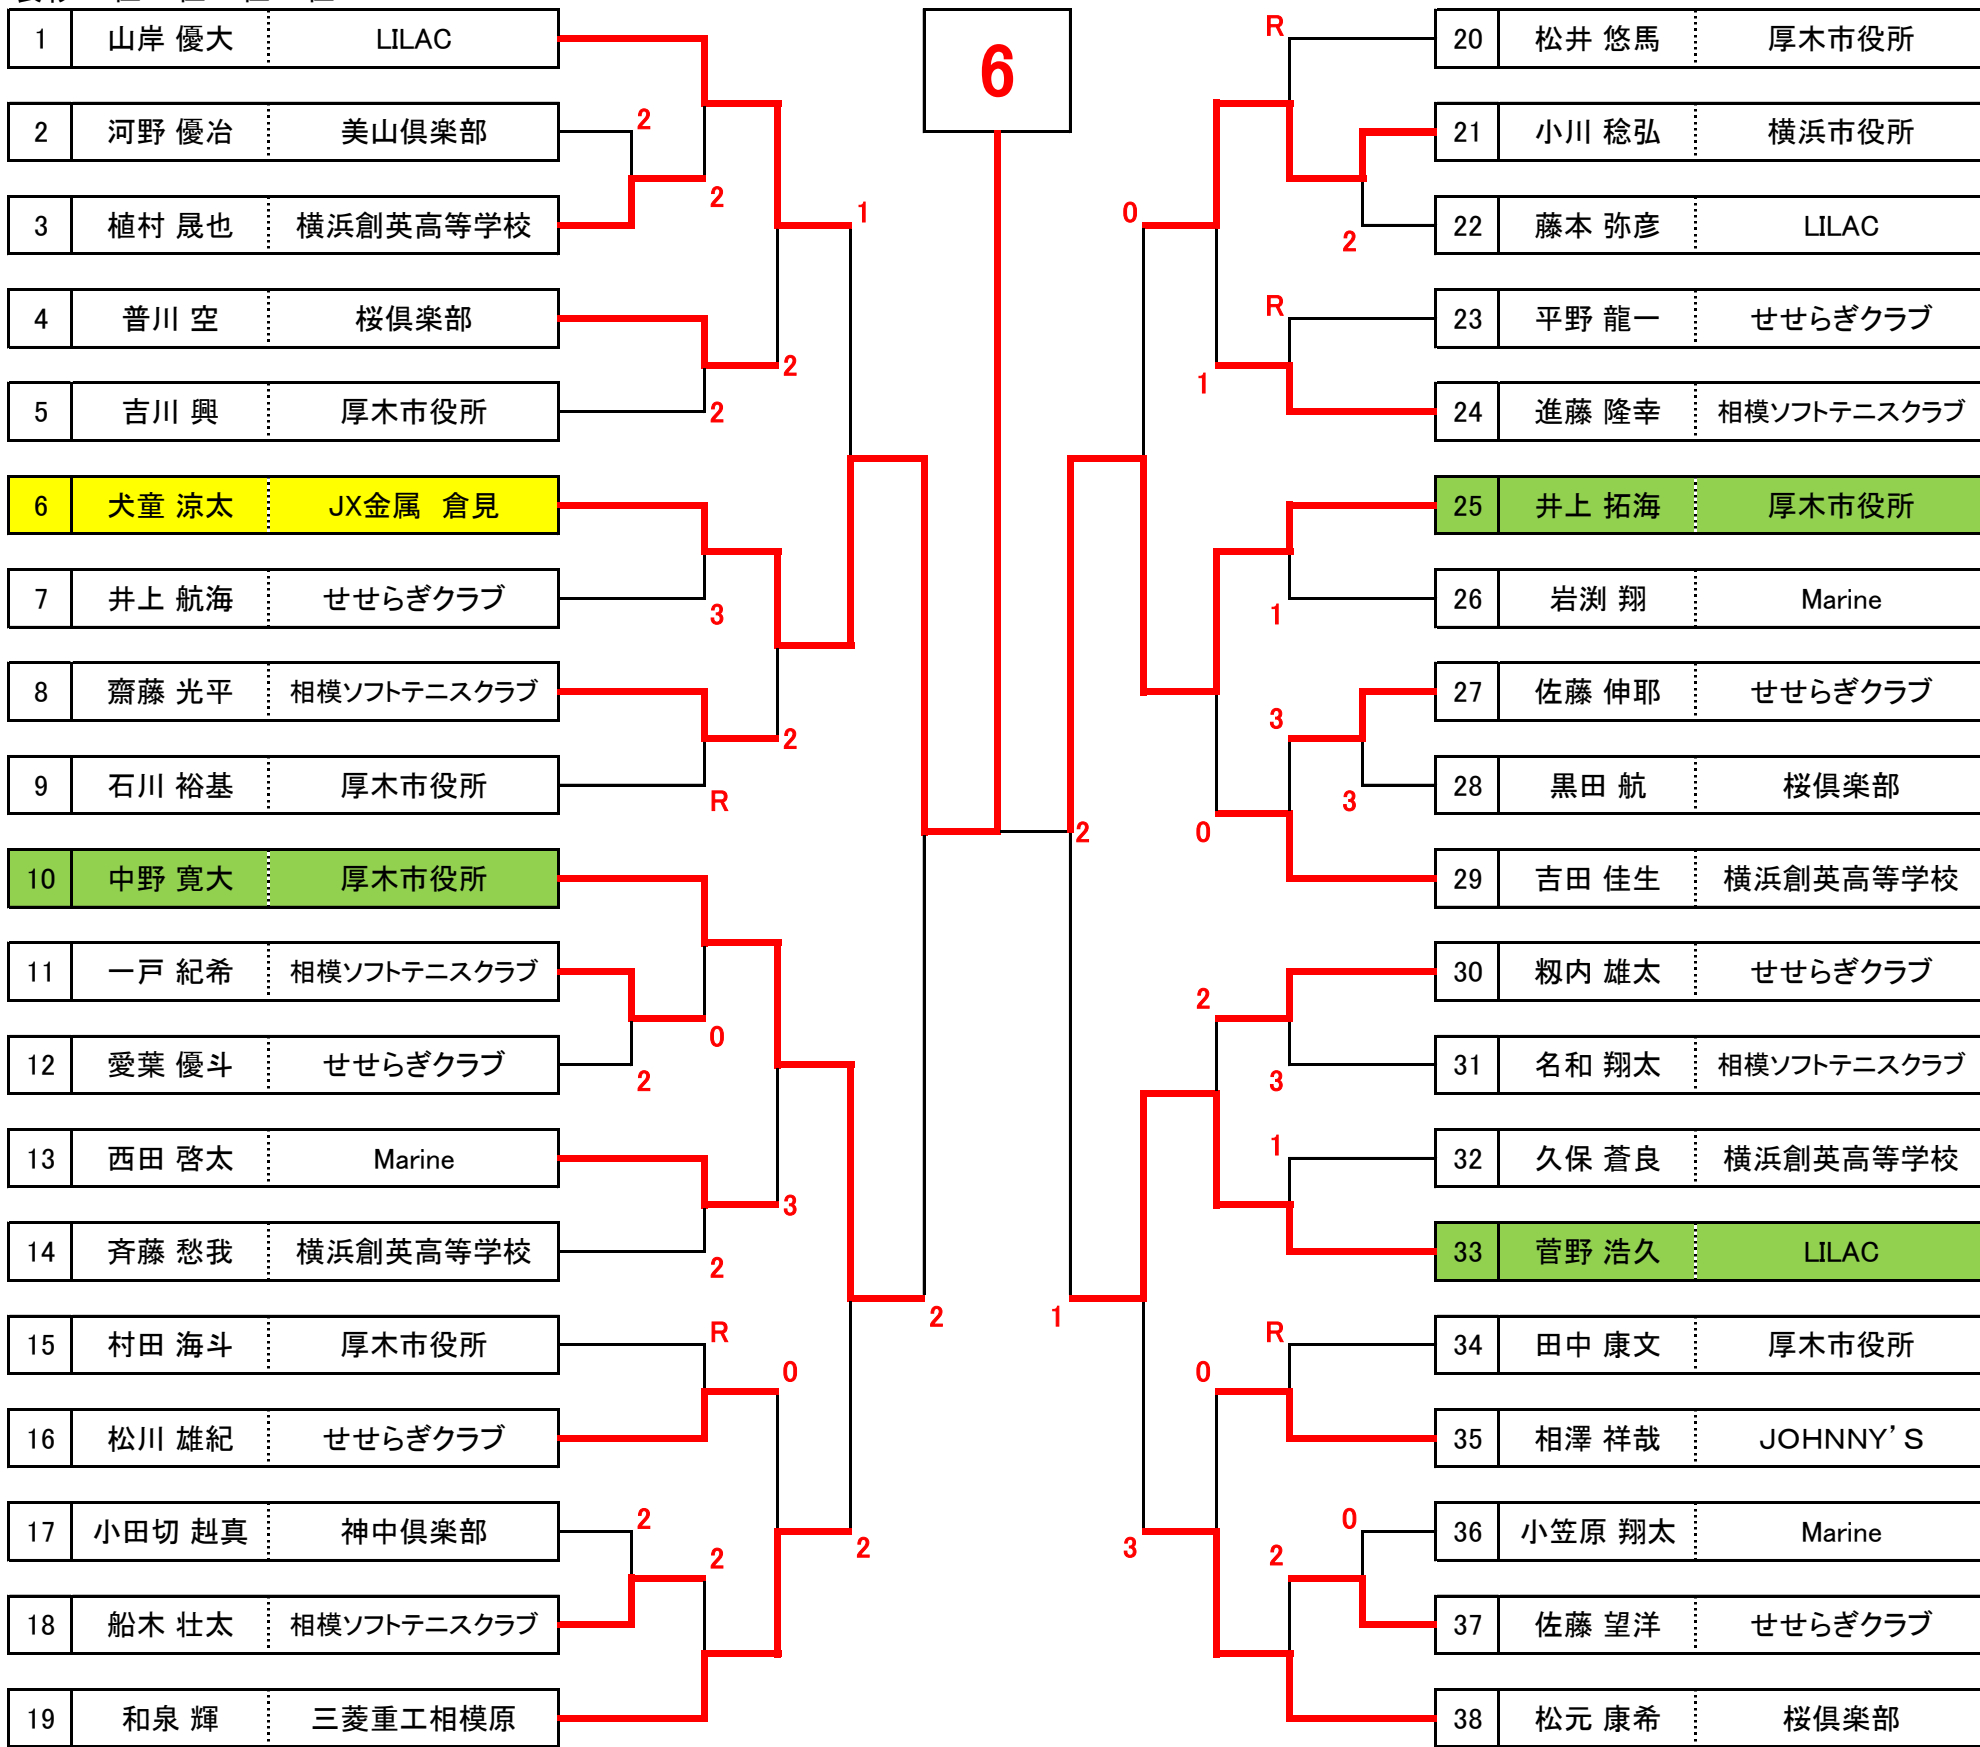 1 山岸 優大 LILAC
2 河野 優冶 美山倶楽部
2
3 植村 晟也 横浜創英高等学校
2
1
4 普川 空 桜倶楽部
2
5 吉川 興 厚木市役所
2
6 犬童 涼太 JX金属 倉見
7 井上 航海 せせらぎクラブ
3
8 齋藤 光平 相模ソフトテニスクラブ
2
9 石川 裕基 厚木市役所
R
10 中野 寛大 厚木市役所
11 一戸 紀希 相模ソフトテニスクラブ
0
12 愛葉 優斗 せせらぎクラブ
2
13 西田 啓太 Marine
3
14 斉藤 愁我 横浜創英高等学校
2
2
15 村田 海斗 厚木市役所
R
0
16 松川 雄紀 せせらぎクラブ
17 小田切 赳真 神中倶楽部
2
2
2
18 船木 壮太 相模ソフトテニスクラブ
19 和泉 輝 三菱重工相模原
6
2
R
20 松井 悠馬 厚木市役所
21 小川 稔弘 横浜市役所
0
22 藤本 弥彦 LILAC
2
R
23 平野 龍一 せせらぎクラブ
1
24 進藤 隆幸 相模ソフトテニスクラブ
25 井上 拓海 厚木市役所
26 岩渕 翔 Marine
1
27 佐藤 伸耶 せせらぎクラブ
3
28 黒田 航 桜倶楽部
3
0
29 吉田 佳生 横浜創英高等学校
30 籾内 雄太 せせらぎクラブ
2
31 名和 翔太 相模ソフトテニスクラブ
3
1
32 久保 蒼良 横浜創英高等学校
33 菅野 浩久 LILAC
1
R
34 田中 康文 厚木市役所
0
35 相澤 祥哉 JOHNNY'S
0
36 小笠原 翔太 Marine
3
2
37 佐藤 望洋 せせらぎクラブ
38 松元 康希 桜倶楽部